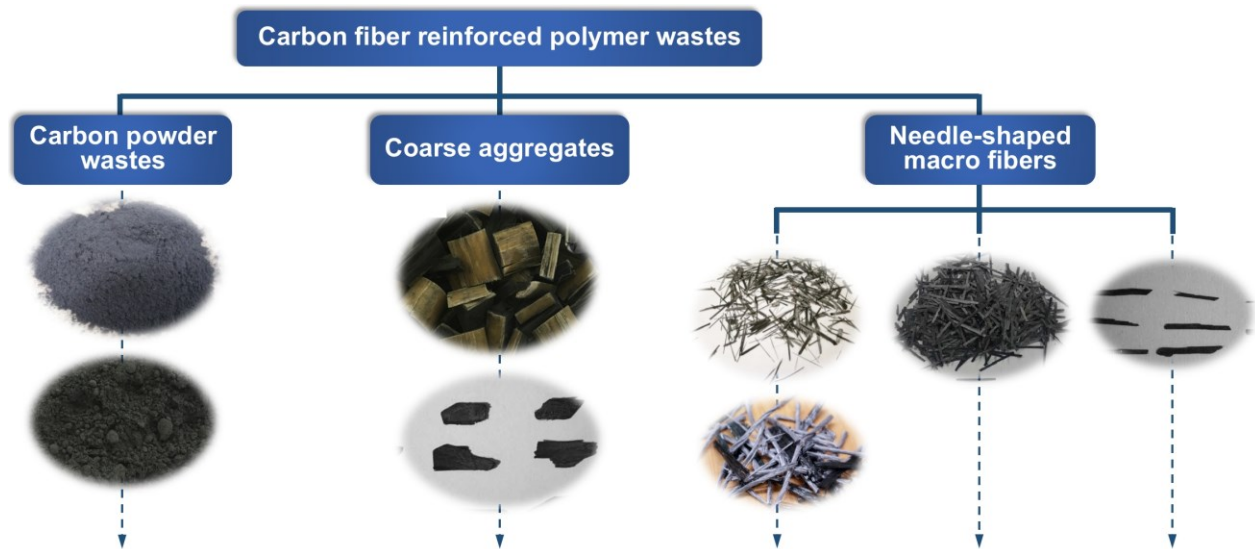 Carbon fiber reinforced polymer wastes
Carbon powder
wastes
Coarse aggregates
Needle-shaped
macro fibers